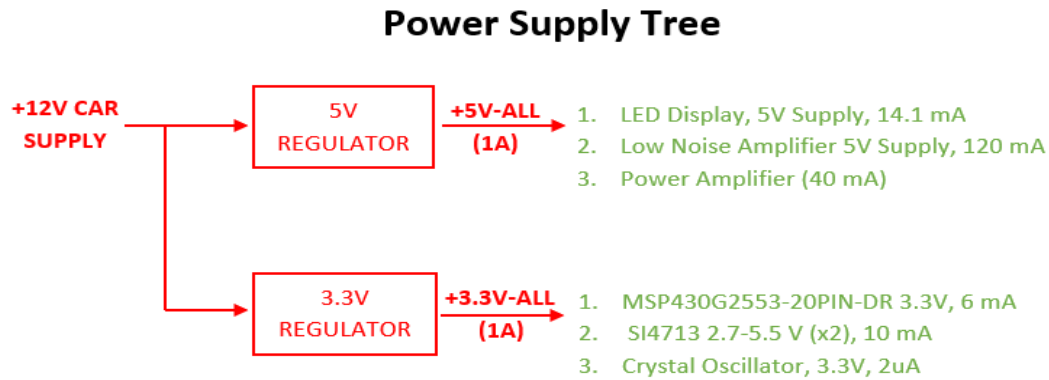 Power Supply Tree
+12V CAR
SUPPLY
5V
REGULATOR
+5V-ALL
(1A)
1. LED Display, 5V Supply, 14.1 mA
2. Low Noise Amplifier 5V Supply, 120 mA
3. Power Amplifier (40 mA)
3.3V
REGULATOR
+3.3V-ALL
(1A)
1. MSP430G2553-20PIN-DR 3.3V, 6 mA
2. SI4713 2.7-5.5 V (x2), 10 mA
3. Crystal Oscillator, 3.3V, 2uA